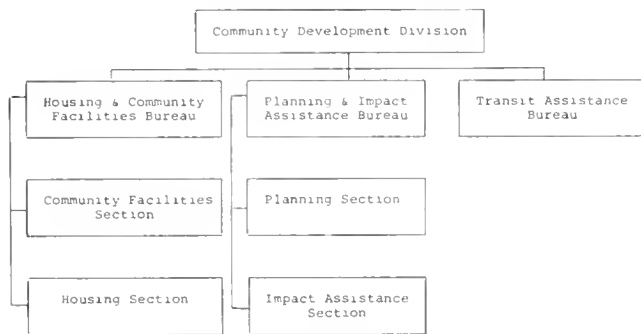 Community Development Division
Housing & Community
Facilities Bureau
Planning & Impact
Assistance Bureau
Transit Assistance
Bureau
Community Facilities
Section
Planning Section
Housing Section
Impact Assistance
Section